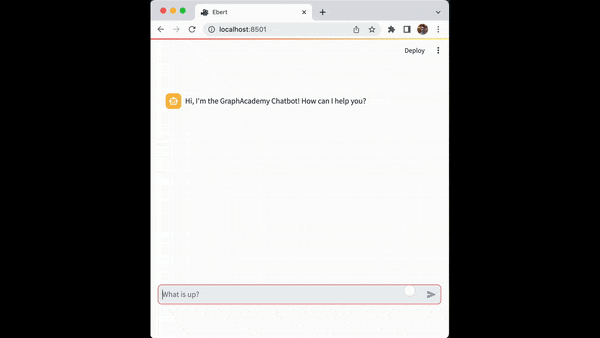 Ebert
localhost:8501
Deploy
Hi, I'm the GraphAcademy Chatbot! How can I help you?
What is up?